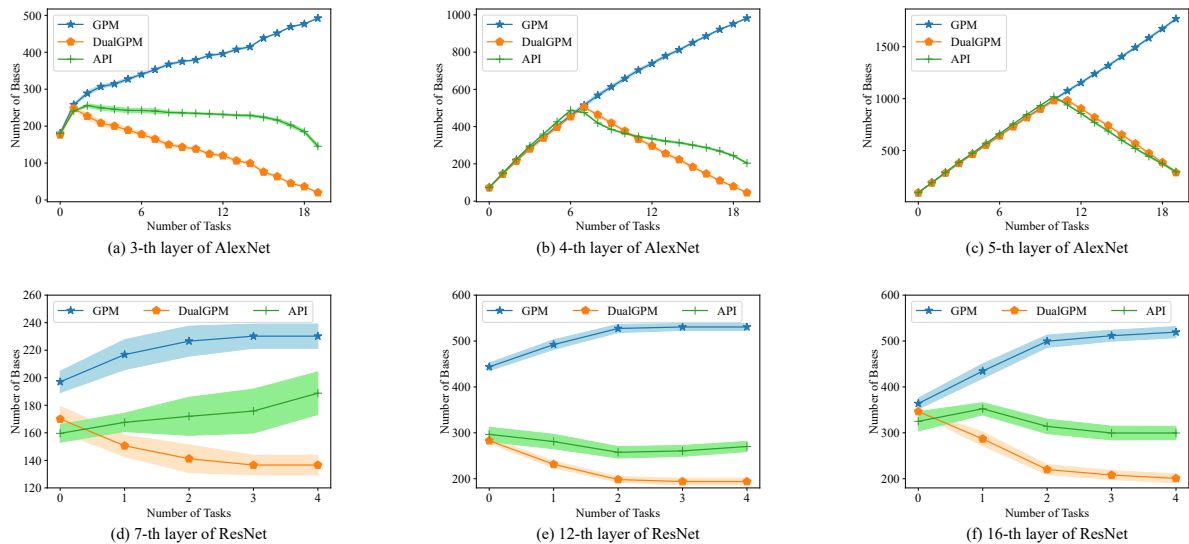 500
400
300
200
100
0
Number of Bases
GPM
DualGPM
API
0 6 12 18
Number of Tasks
(a) 3-th layer of AlexNet
1000
800
600
400
200
0
Number of Bases
GPM
DualGPM
API
0 6 12 18
Number of Tasks
(b) 4-th layer of AlexNet
1500
1000
500
Number of Bases
GPM
DualGPM
API
0 6 12 18
Number of Tasks
(c) 5-th layer of AlexNet
260
240
220
200
180
160
140
120
Number of Bases
GPM DualGPM API
0 1 2 3 4
Number of Tasks
(d) 7-th layer of ResNet
600
500
400
300
200
Number of Bases
GPM DualGPM API
0 1 2 3 4
Number of Tasks
(e) 12-th layer of ResNet
600
500
400
300
200
Number of Bases
GPM DualGPM API
0 1 2 3 4
Number of Tasks
(f) 16-th layer of ResNet